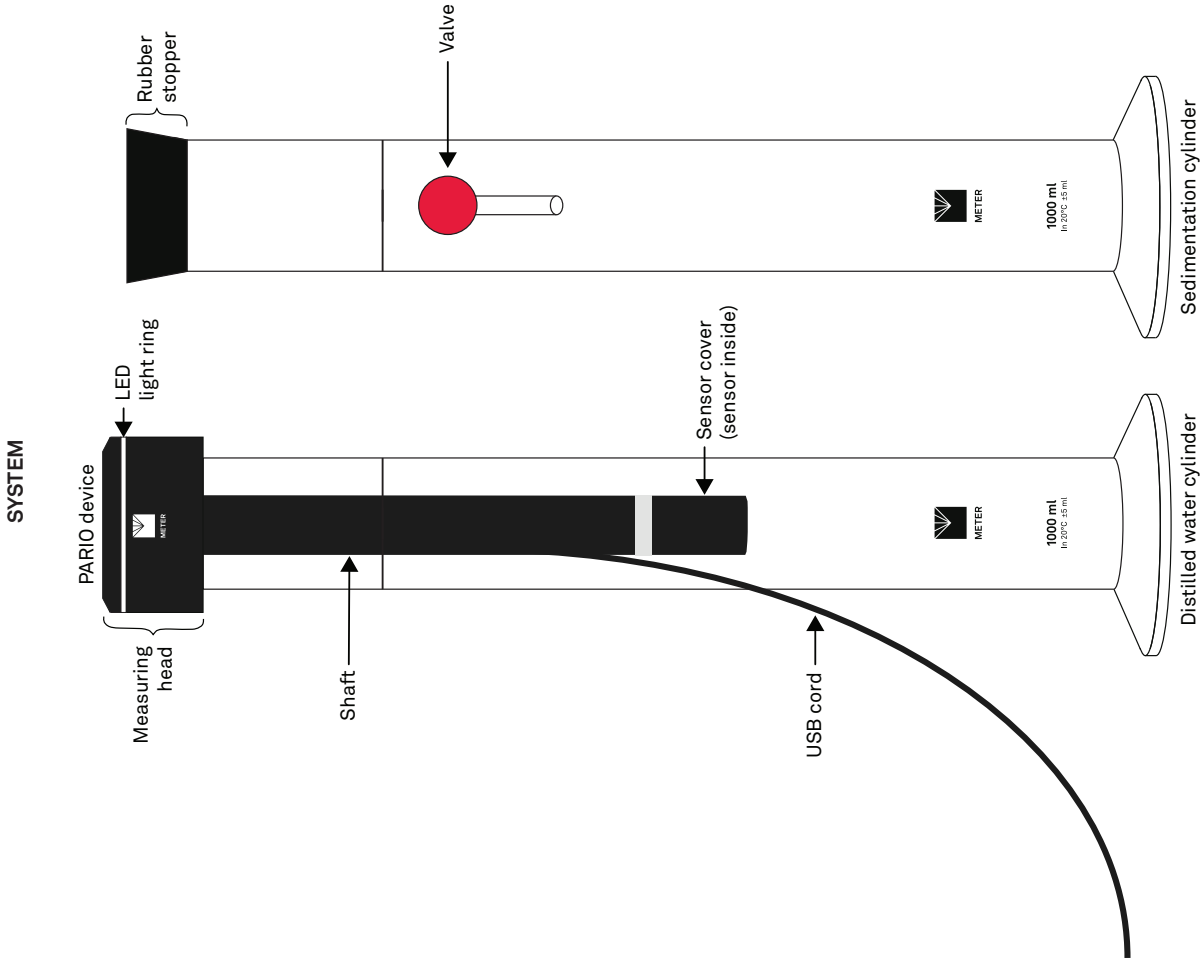 SYSTEM
PARIO device
LED
light ring
Rubber
stopper
Measuring
head
METER
Shaft
Valve
Sensor cover
(sensor inside)
USB cord
METER
1000 ml
In 20°C ±5 ml
Distilled water cylinder
METER
1000 ml
In 20°C ±5 ml
Sedimentation cylinder